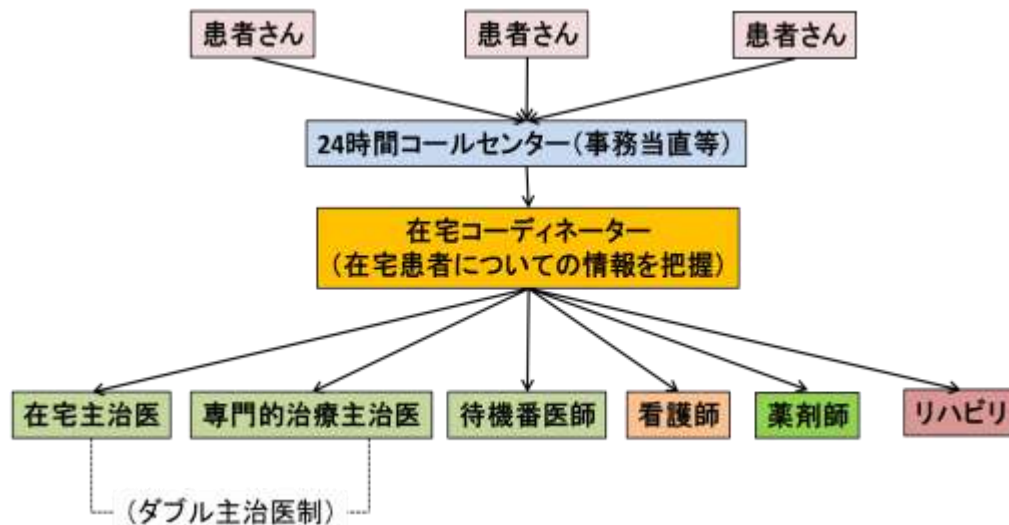 患者さん
患者さん
患者さん
24時間コールセンター(事務当直等)
在宅コーディネーター
(在宅患者についての情報を把握)
在宅主治医
専門的治療主治医
待機番医師
看護師
薬剤師
リハビリ
(ダブル主治医制)